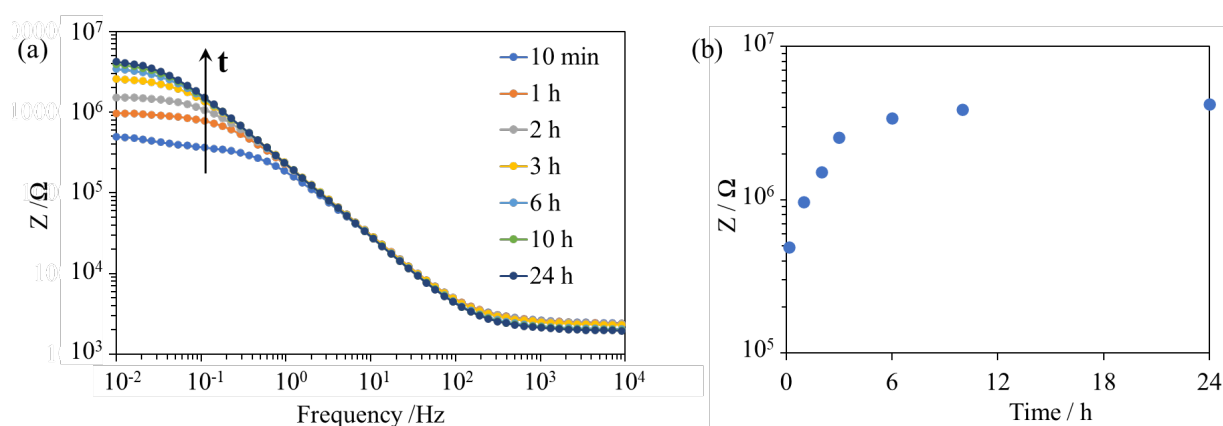 (a)
Z /Ω
10⁷
10⁶
10⁵
10⁴
10³
t
10 min
1 h
2 h
3 h
6 h
10 h
24 h
10⁻² 10⁻¹ 10⁰ 10¹ 10² 10³ 10⁴
Frequency /Hz
(b)
Z / Ω
10⁷
10⁶
10⁵
0 6 12 18 24
Time / h